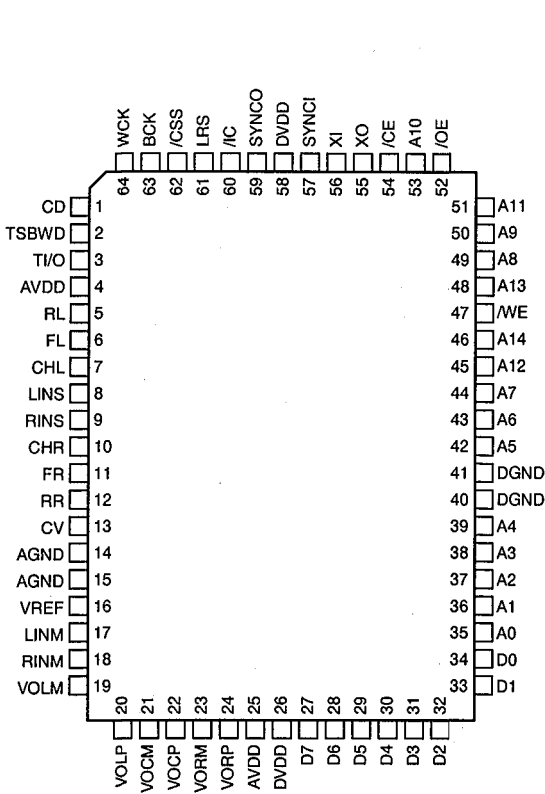 WCK
BCK
/CSS
LRS
/IC
SYNCO
DVDD
SYNCI
XI
XO
/CE
A10
/OE
64
63
62
61
60
59
58
57
56
55
54
53
52
CD 1
TSBWD 2
TI/O 3
AVDD 4
RL 5
FL 6
CHL 7
LINS 8
RINS 9
CHR 10
FR 11
RR 12
CV 13
AGND 14
AGND 15
VREF 16
LINM 17
RINM 18
VOLM 19
51 A11
50 A9
49 A8
48 A13
47 /WE
46 A14
45 A12
44 A7
43 A6
42 A5
41 DGND
40 DGND
39 A4
38 A3
37 A2
36 A1
35 A0
34 D0
33 D1
20
21
22
23
24
25
26
27
28
29
30
31
32
VOLP
VOCM
VOCP
VORM
VORP
AVDD
DVDD
D7
D6
D5
D4
D3
D2